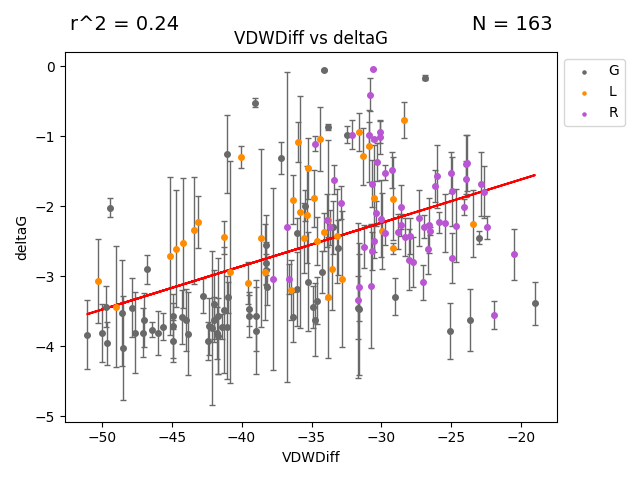 r^2 = 0.24
N = 163
VDWDiff vs deltaG
G
L
R
deltaG
0
−1
−2
−3
−4
−5
−50
−45
−40
−35
−30
−25
−20
VDWDiff